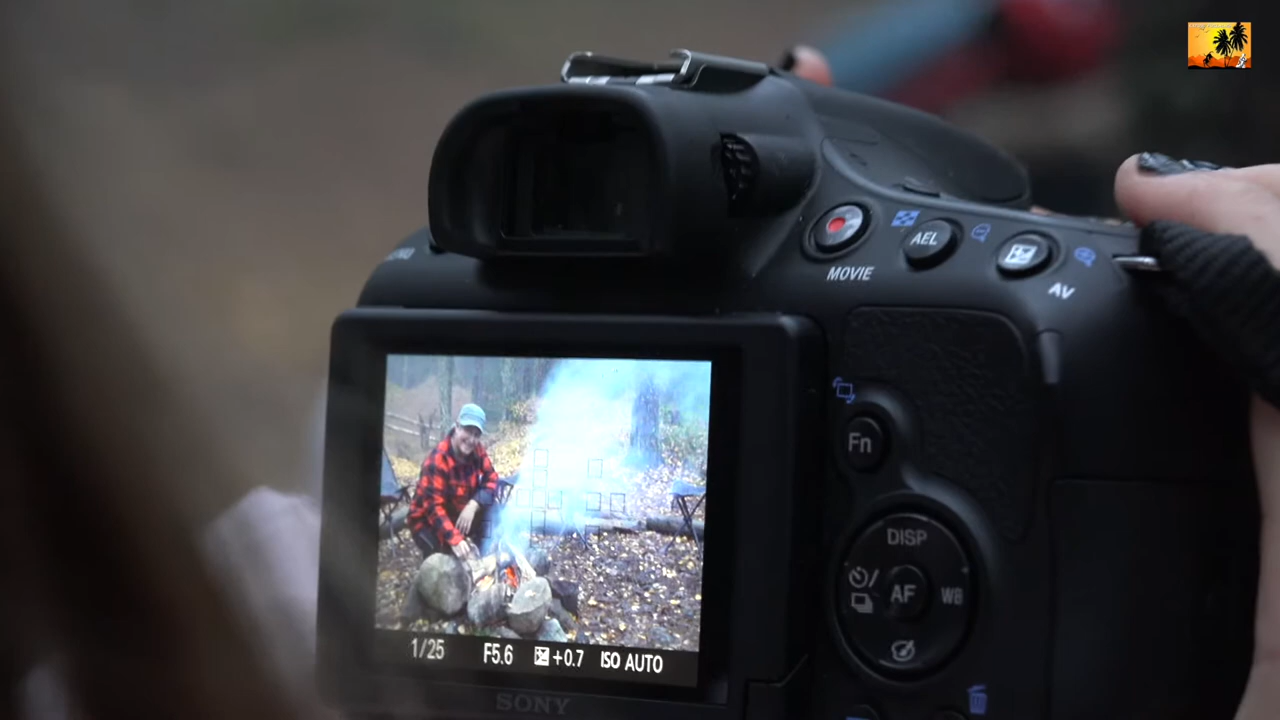 MOVIE
AEL
AV
Fn
DISP
AF
WB
1/25 F5.6 +0.7 ISO AUTO
SONY